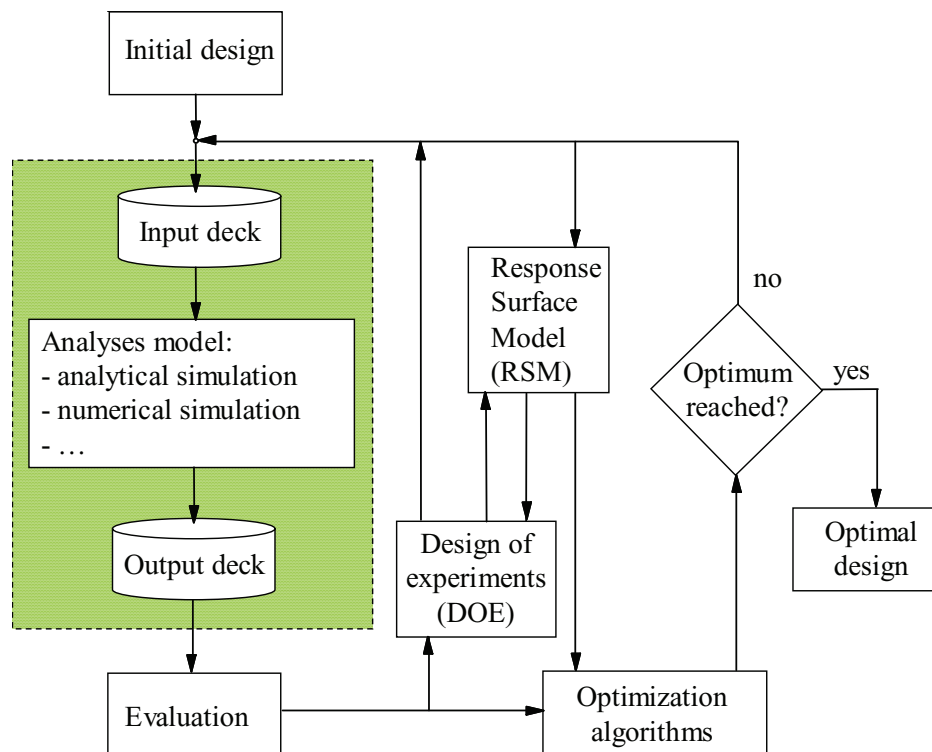 Initial design
Input deck
Analyses model:
- analytical simulation
- numerical simulation
- …
Output deck
Evaluation
Response
Surface
Model
(RSM)
Design of
experiments
(DOE)
Optimization
algorithms
no
Optimum
reached?
yes
Optimal
design